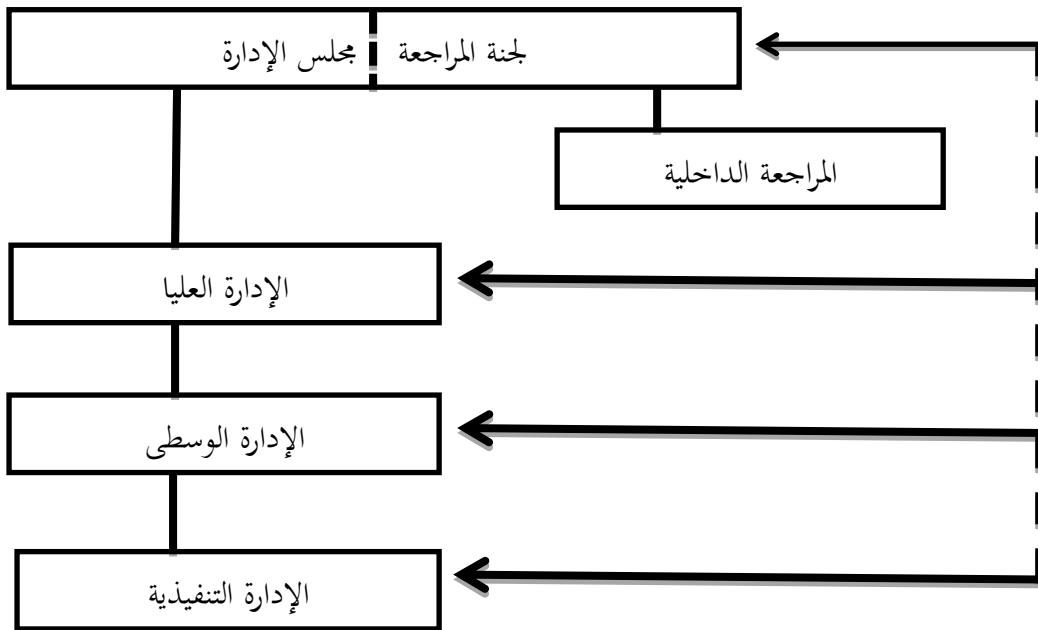 لجنة المراجعة
مجلس الإدارة
المراجعة الداخلية
الإدارة العليا
الإدارة الوسطى
الإدارة التنفيذية